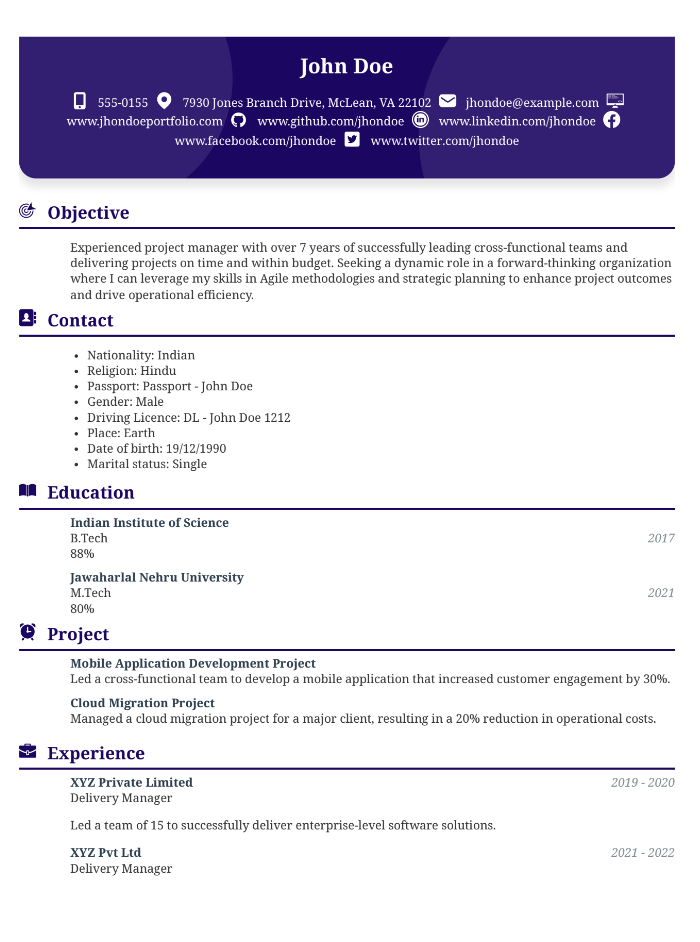 John Doe
555-0155 7930 Jones Branch Drive, McLean, VA 22102 jhondoe@example.com
www.jhondoeportfolio.com www.github.com/jhondoe www.linkedin.com/jhondoe
www.facebook.com/jhondoe www.twitter.com/jhondoe
Objective
Experienced project manager with over 7 years of successfully leading cross-functional teams and
delivering projects on time and within budget. Seeking a dynamic role in a forward-thinking organization
where I can leverage my skills in Agile methodologies and strategic planning to enhance project outcomes
and drive operational efficiency.
Contact
• Nationality: Indian
• Religion: Hindu
• Passport: Passport - John Doe
• Gender: Male
• Driving Licence: DL - John Doe 1212
• Place: Earth
• Date of birth: 19/12/1990
• Marital status: Single
Education
Indian Institute of Science
B.Tech 2017
88%
Jawaharlal Nehru University
M.Tech 2021
80%
Project
Mobile Application Development Project
Led a cross-functional team to develop a mobile application that increased customer engagement by 30%.
Cloud Migration Project
Managed a cloud migration project for a major client, resulting in a 20% reduction in operational costs.
Experience
XYZ Private Limited 2019 - 2020
Delivery Manager
Led a team of 15 to successfully deliver enterprise-level software solutions.
XYZ Pvt Ltd 2021 - 2022
Delivery Manager